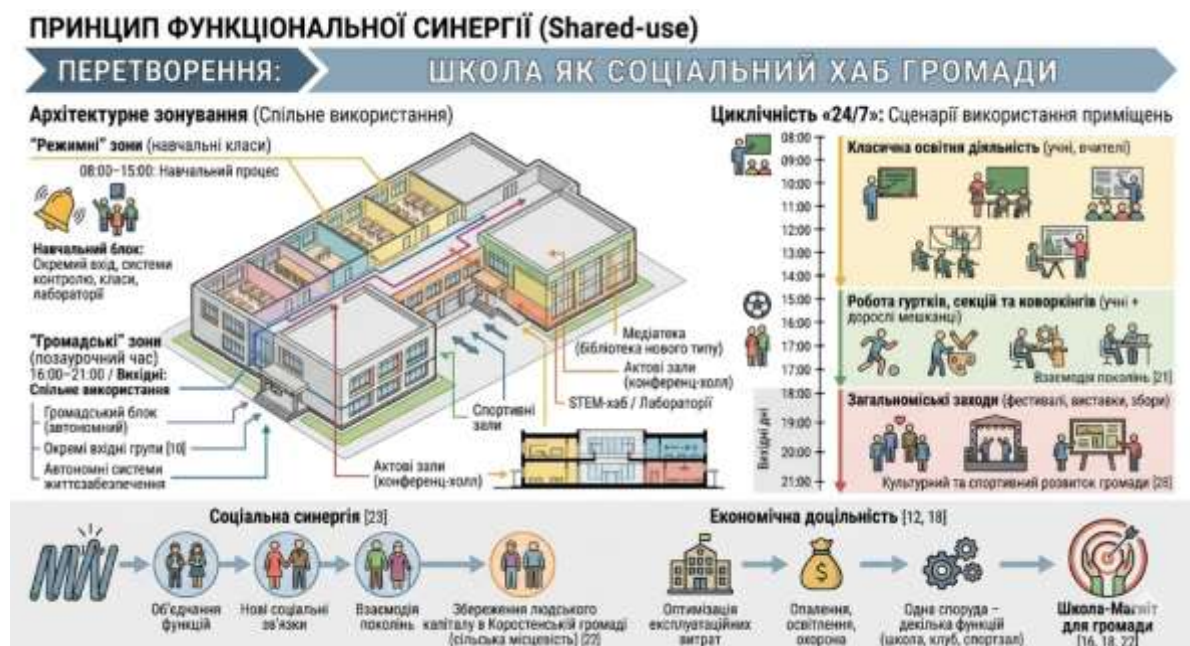 ПРИНЦИП ФУНКЦІОНАЛЬНОЇ СИНЕРГІЇ (Shared-use)
ПЕРЕТВОРЕННЯ:
ШКОЛА ЯК СОЦІАЛЬНИЙ ХАБ ГРОМАДИ
Архітектурне зонування (Спільне використання)
"Режимні" зони (навчальні класи)
08:00–15:00: Навчальний процес
Навчальний блок:
Окремий вхід, системи
контролю, класи,
лабораторії
"Громадські" зони
(позаурочний час)
16:00–21:00 / Вихідні:
Спільне використання
Громадський блок
(автономний)
Окремі вхідні групи [10]
Автономні системи
життєзабезпечення
Медіатека
(бібліотека нового типу)
Актові зали
(конференц-холл)
STEM-хаб / Лабораторії
Спортивні
зали
Актові зали
(конференц-холл)
Циклічність «24/7»: Сценарії використання приміщень
08:00
09:00
10:00
11:00
12:00
13:00
14:00
15:00
16:00
17:00
17:00
18:00
19:00
20:00
21:00
Вихідні дні
Класична освітня діяльність (учні, вчителі)
Робота гуртків, секцій та коворкінгів (учні +
дорослі мешканці)
Взаємодія поколінь [21]
Загальноміські заходи (фестивалі, виставки, збори)
Культурний та спортивний розвиток громади [28]
Соціальна синергія [23]
Об'єднання
функцій
Нові соціальні
зв'язки
Взаємодія
поколінь
Збереження людського
капіталу в Коростенській громаді
(сільська місцевість) [22]
Економічна доцільність [12, 18]
$
Оптимізація
експлуатаційних
витрат
Опалення,
освітлення,
охорона
Одна споруда –
декілька функцій
(школа, клуб, спортзал)
Школа-Магніт
для громади
[16, 18, 22]